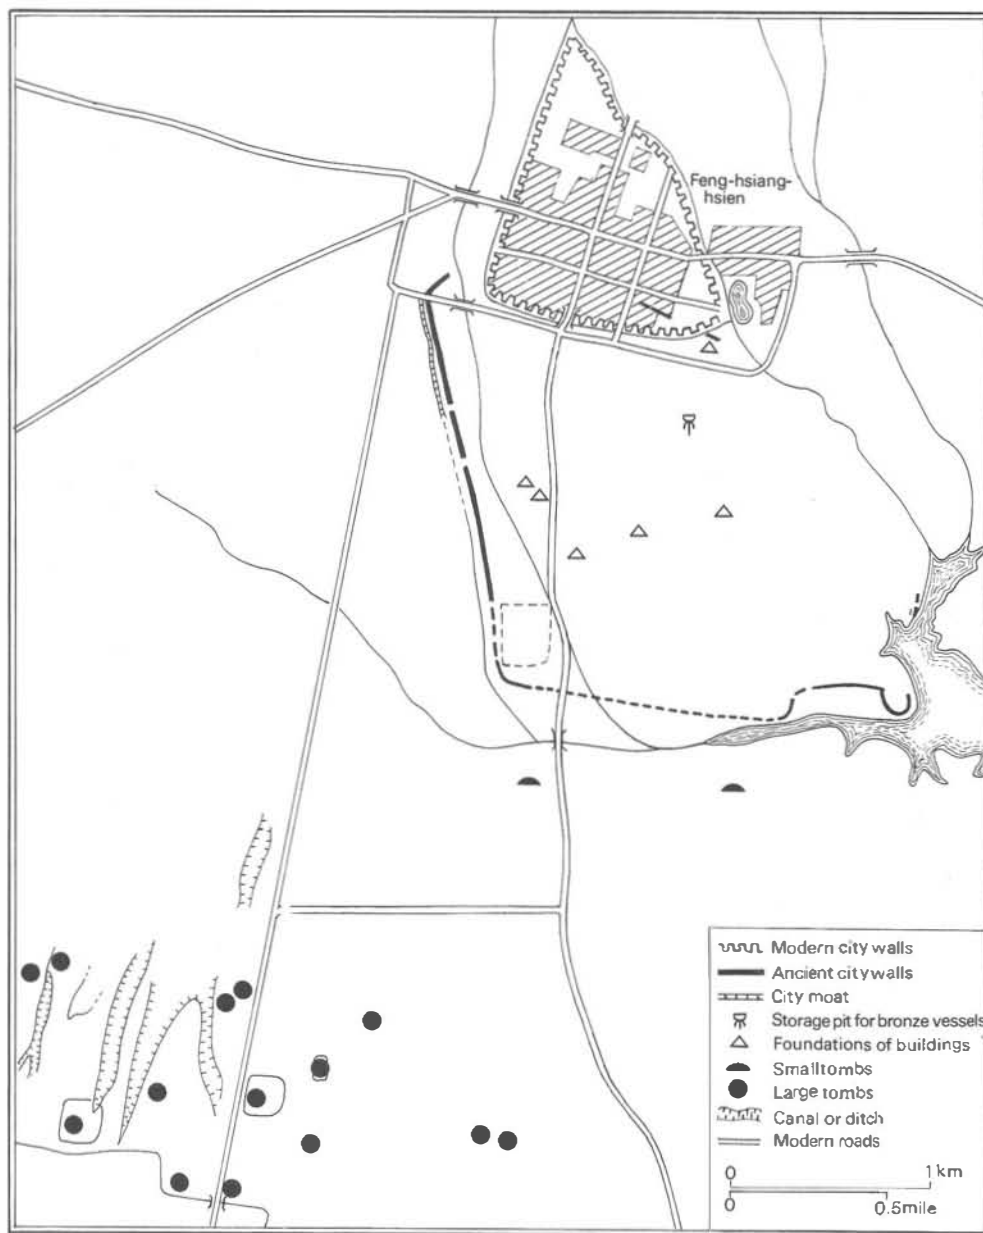 Feng-hsiang-
hsien
Modern city walls
Ancient city walls
City moat
Storage pit for bronze vessels
Foundations of buildings
Small tombs
Large tombs
Canal or ditch
Modern roads
0 1 km
0 0.5 mile